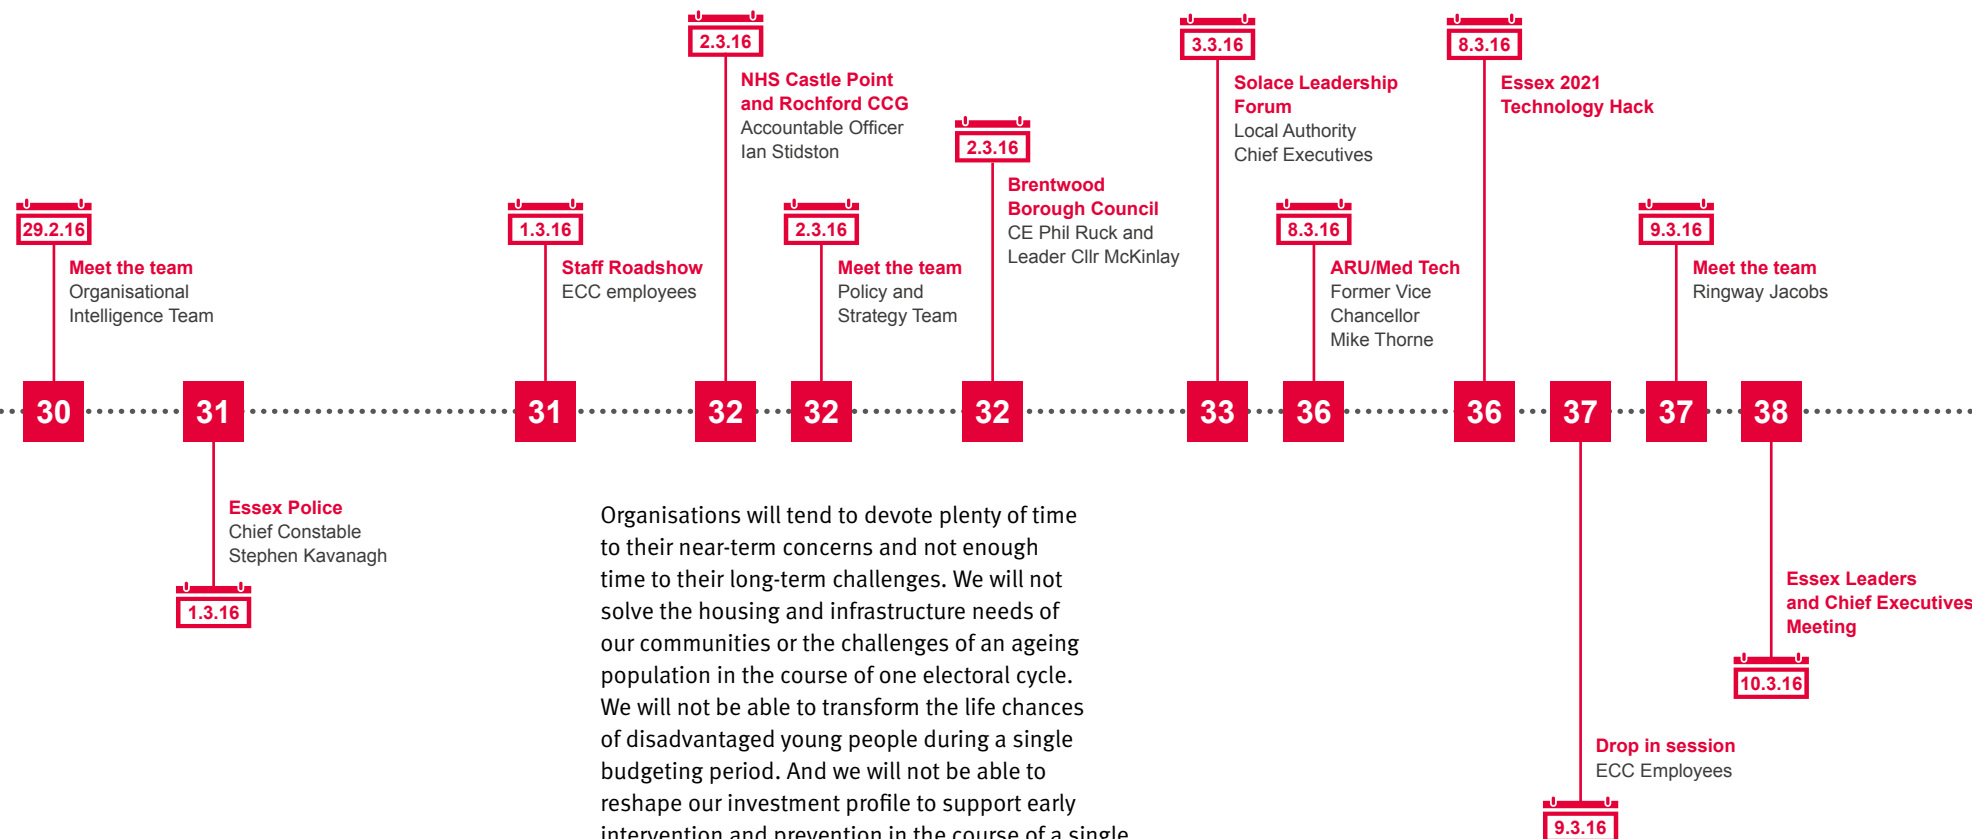 29.2.16
Meet the team
Organisational
Intelligence Team
30
31
Essex Police
Chief Constable
Stephen Kavanagh
1.3.16
1.3.16
Staff Roadshow
ECC employees
31
2.3.16
NHS Castle Point
and Rochford CCG
Accountable Officer
Ian Stidston
32
2.3.16
Meet the team
Policy and
Strategy Team
32
2.3.16
Brentwood
Borough Council
CE Phil Ruck and
Leader Cllr McKinlay
32
3.3.16
Solace Leadership
Forum
Local Authority
Chief Executives
33
8.3.16
ARU/Med Tech
Former Vice
Chancellor
Mike Thorne
36
8.3.16
Essex 2021
Technology Hack
36
37
Drop in session
ECC Employees
9.3.16
9.3.16
Meet the team
Ringway Jacobs
37
38
Essex Leaders
and Chief Executives
Meeting
10.3.16
Organisations will tend to devote plenty of time
to their near-term concerns and not enough
time to their long-term challenges. We will not
solve the housing and infrastructure needs of
our communities or the challenges of an ageing
population in the course of one electoral cycle.
We will not be able to transform the life chances
of disadvantaged young people during a single
budgeting period. And we will not be able to
reshape our investment profile to support early
intervention and prevention in the course of a single